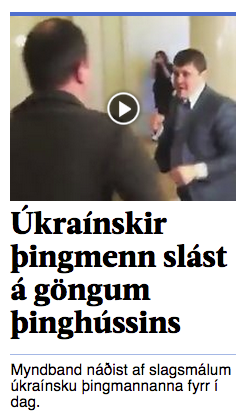 Úkraínskir
þingmenn slást
á göngum
þinghússins
Myndband náðist af slagsmálum
úkraínsku þingmannanna fyrr í
dag.